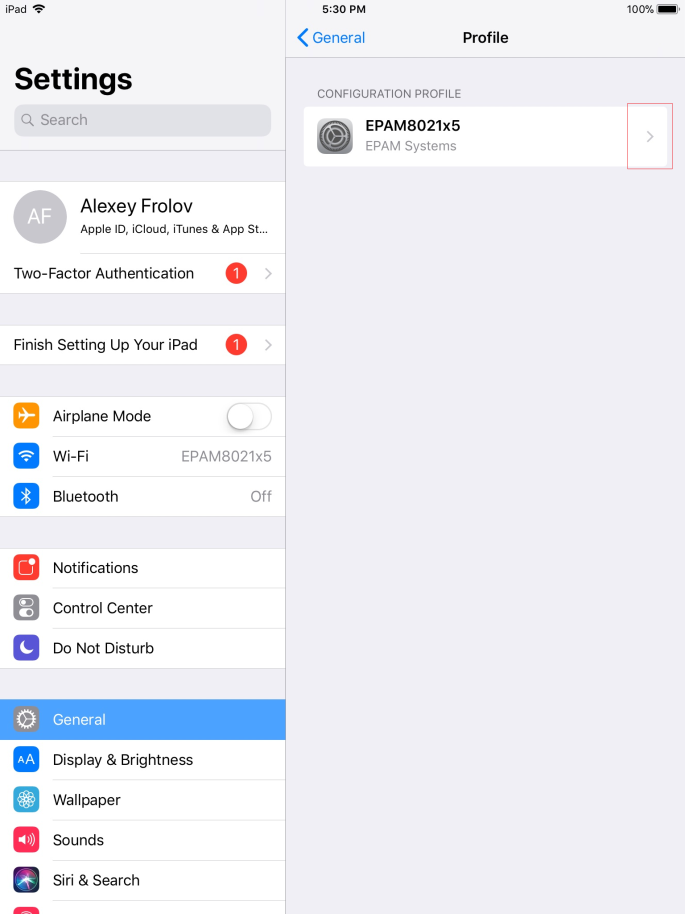 iPad
5:30 PM
100%
Settings
Search
AF
Alexey Frolov
Apple ID, iCloud, iTunes & App St...
Two-Factor Authentication 1
Finish Setting Up Your iPad 1
Airplane Mode
Wi-Fi EPAM8021x5
Bluetooth Off
Notifications
Control Center
Do Not Disturb
General
AA Display & Brightness
Wallpaper
Sounds
Siri & Search
General
Profile
CONFIGURATION PROFILE
EPAM8021x5
EPAM Systems